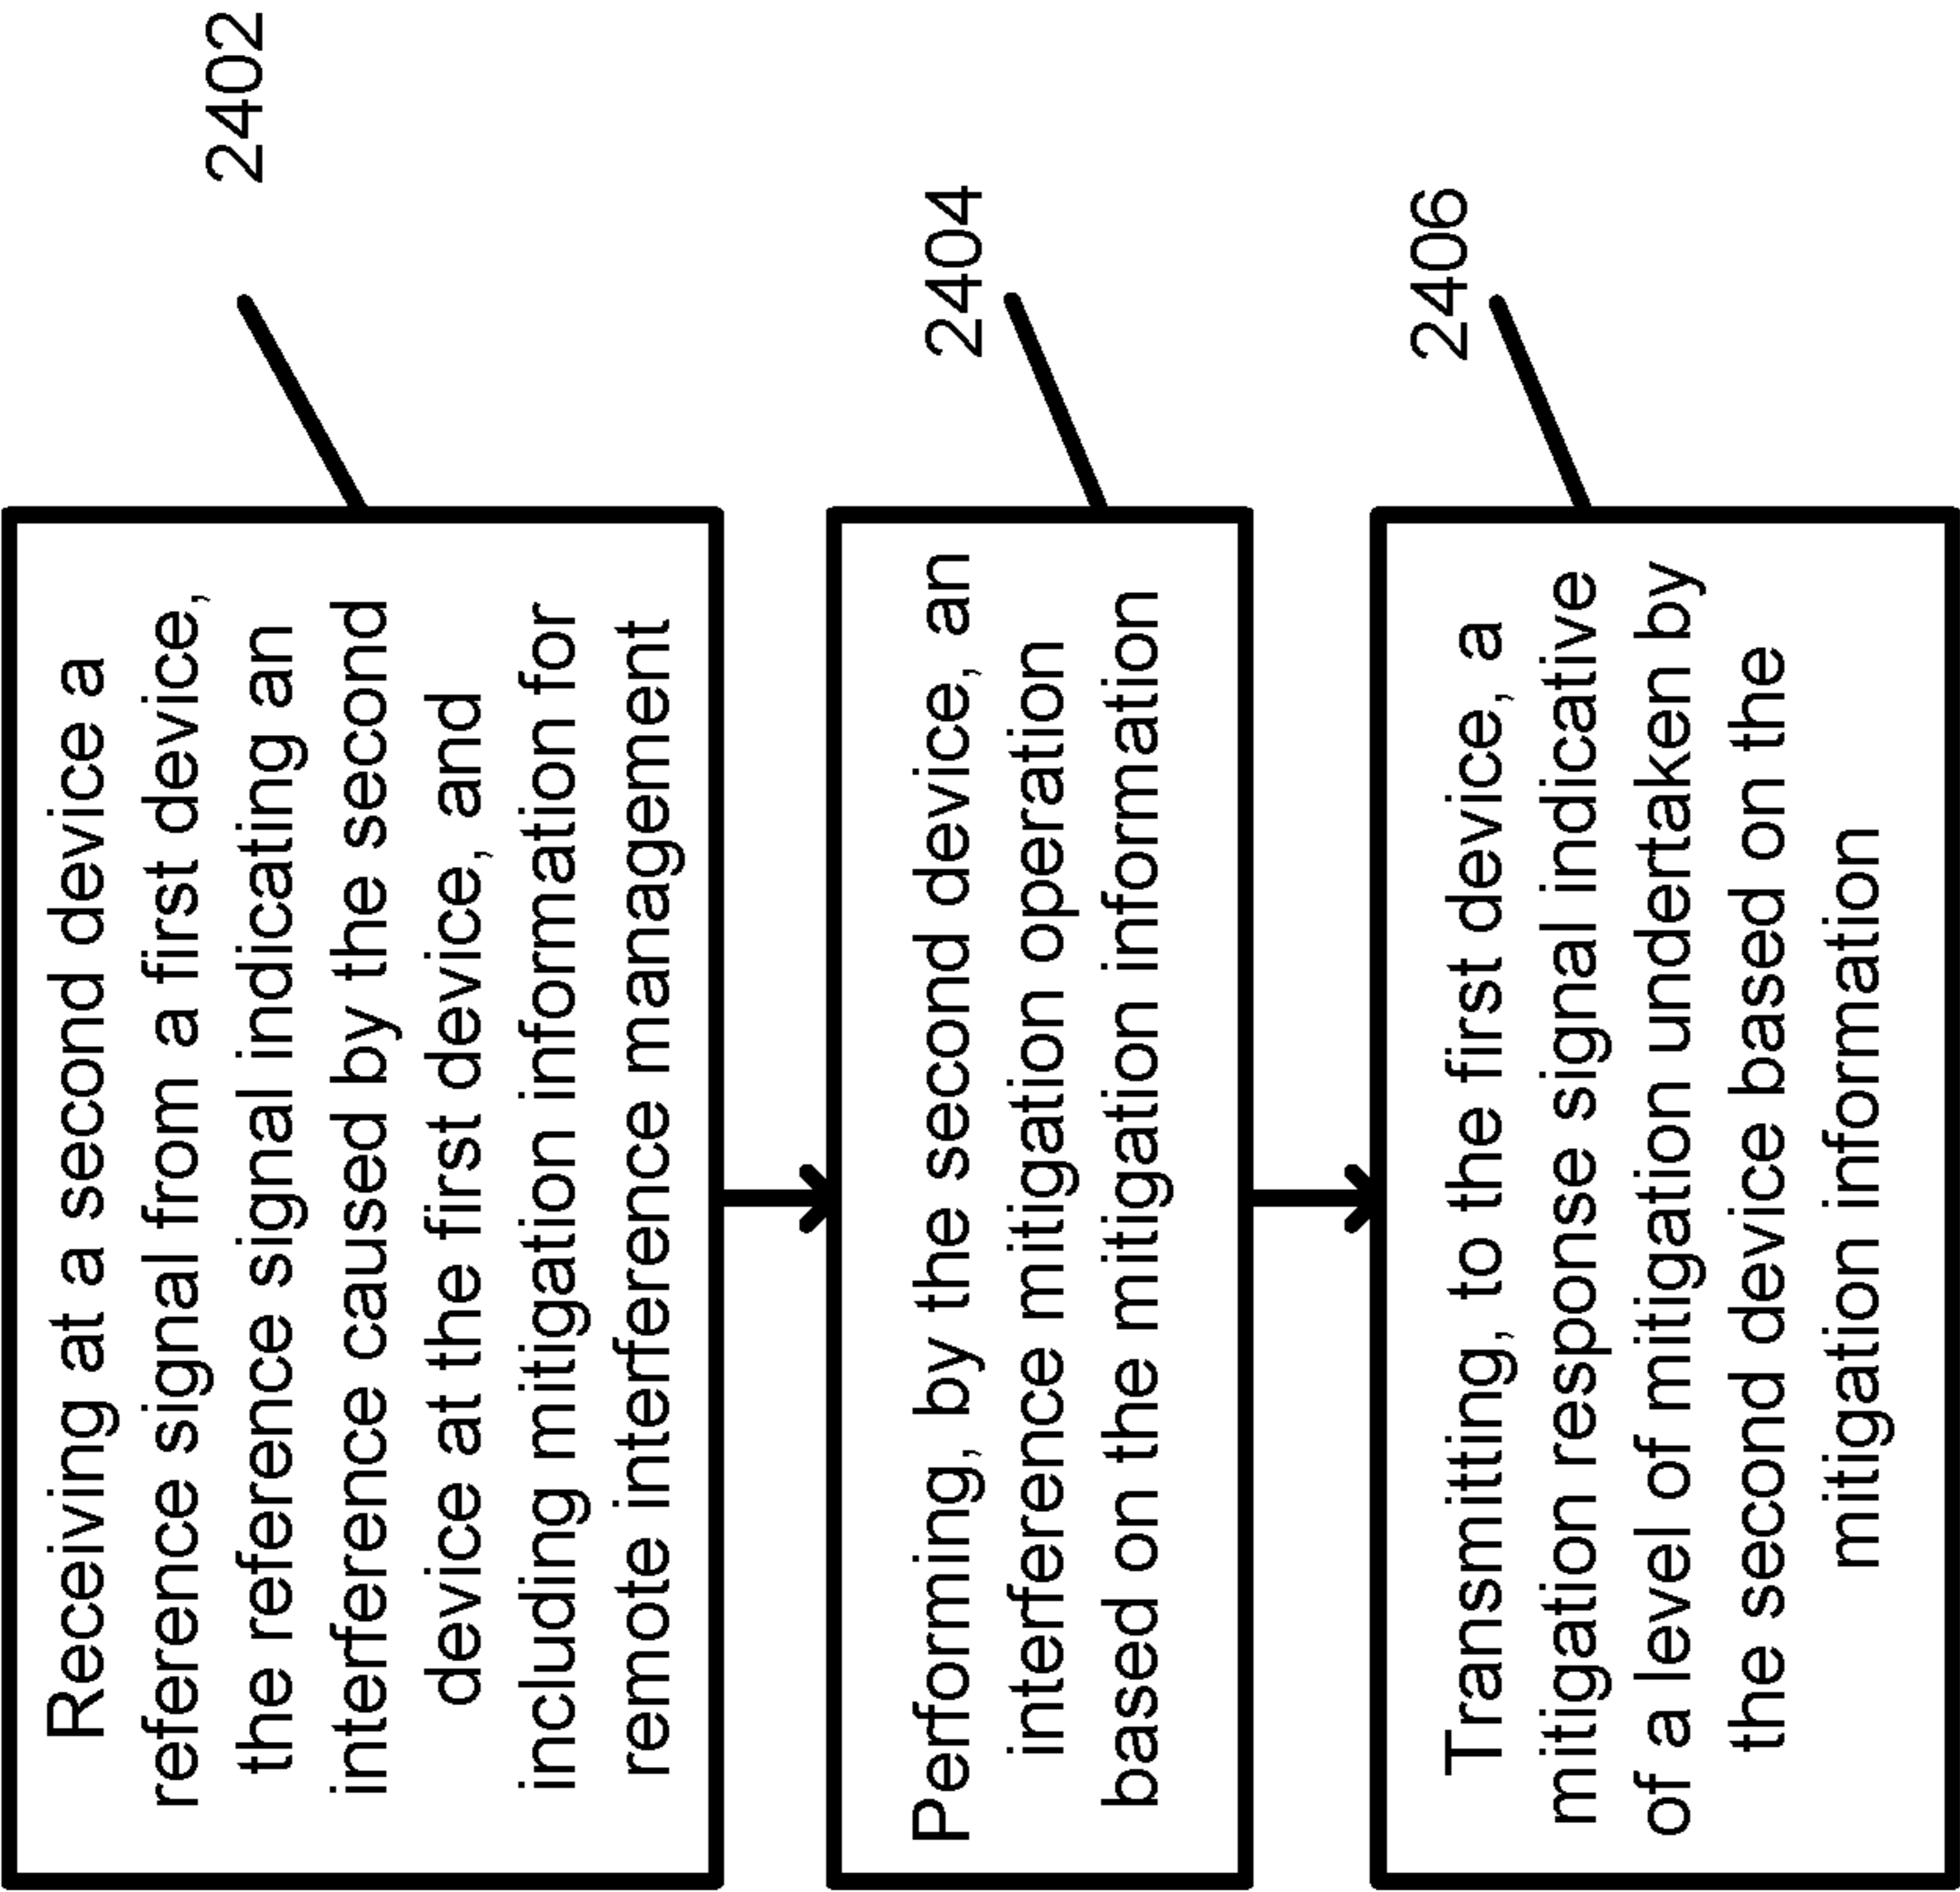 Receiving at a second device a
reference signal from a first device,
the reference signal indicating an
interference caused by the second
device at the first device, and
including mitigation information for
remote interference management
2402
Performing, by the second device, an
interference mitigation operation
based on the mitigation information
2404
Transmitting, to the first device, a
mitigation response signal indicative
of a level of mitigation undertaken by
the second device based on the
mitigation information
2406